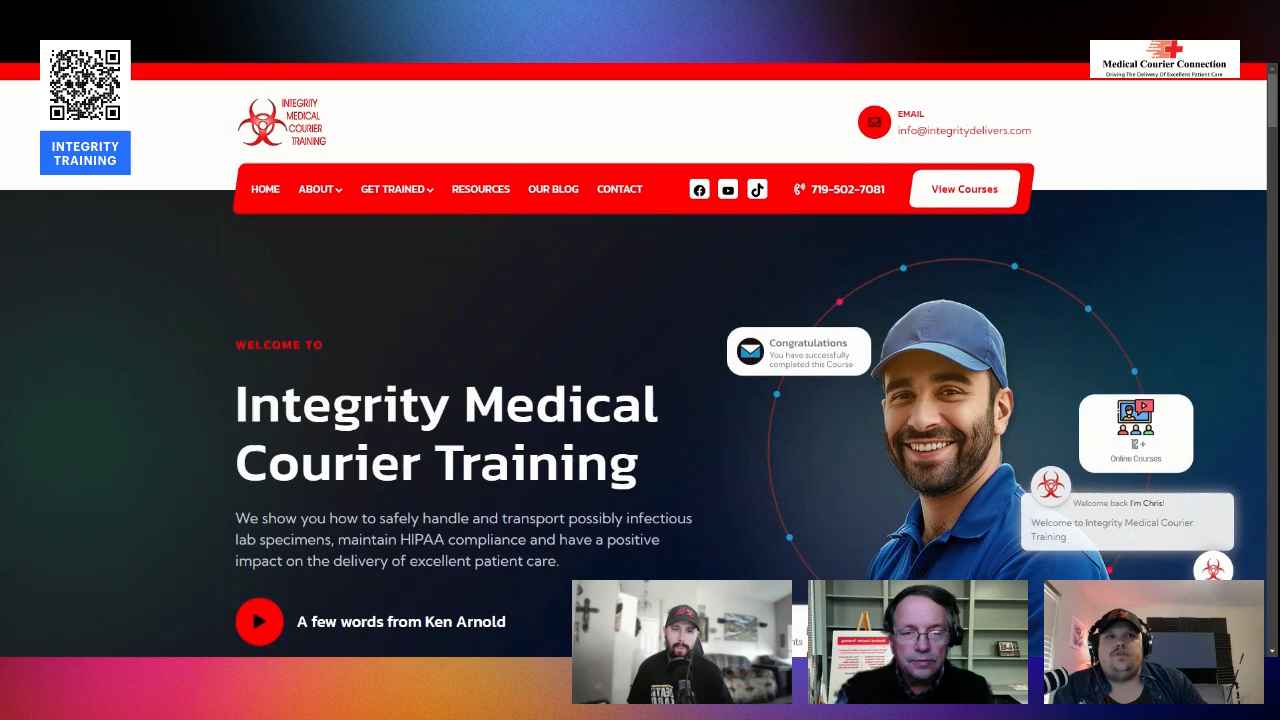 INTEGRITY
TRAINING
Medical Courier Connection
Driving The Delivery Of Excellent Patient Care
INTEGRITY
MEDICAL
COURIER
TRAINING
EMAIL
info@integritydelivers.com
HOME ABOUT GET TRAINED RESOURCES OUR BLOG CONTACT 719-502-7081 View Courses
WELCOME TO
Integrity Medical
Courier Training
We show you how to safely handle and transport possibly infectious
lab specimens, maintain HIPAA compliance and have a positive
impact on the delivery of excellent patient care.
A few words from Ken Arnold
Congratulations
You have successfully
completed this Course
12 +
Online Courses
Welcome back I'm Chris!
Welcome to Integrity Medical Courier
Training